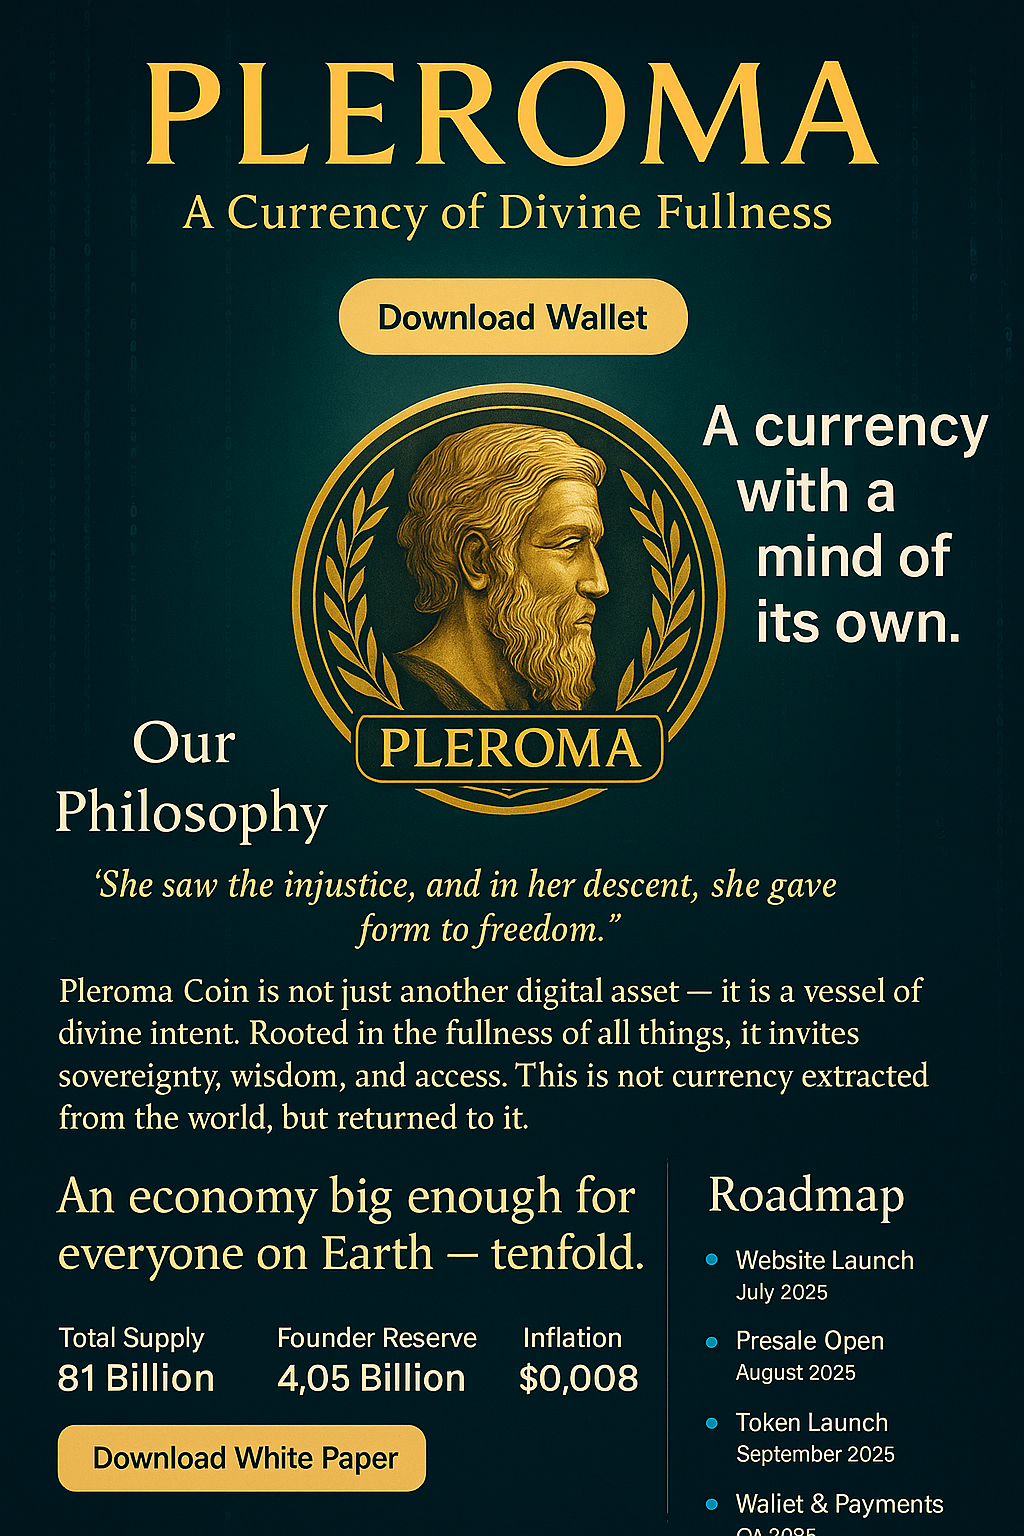 PLEROMA
A Currency of Divine Fullness
Download Wallet
A currency
with a
mind of
its own.
PLEROMA
Our
Philosophy
‘She saw the injustice, and in her descent, she gave
form to freedom.”
Pleroma Coin is not just another digital asset — it is a vessel of
divine intent. Rooted in the fullness of all things, it invites
sovereignty, wisdom, and access. This is not currency extracted
from the world, but returned to it.
An economy big enough for
everyone on Earth — tenfold.
Total Supply
81 Billion
Founder Reserve
4,05 Billion
Inflation
$0,008
Download White Paper
Roadmap
Website Launch
July 2025
Presale Open
August 2025
Token Launch
September 2025
Waliet & Payments